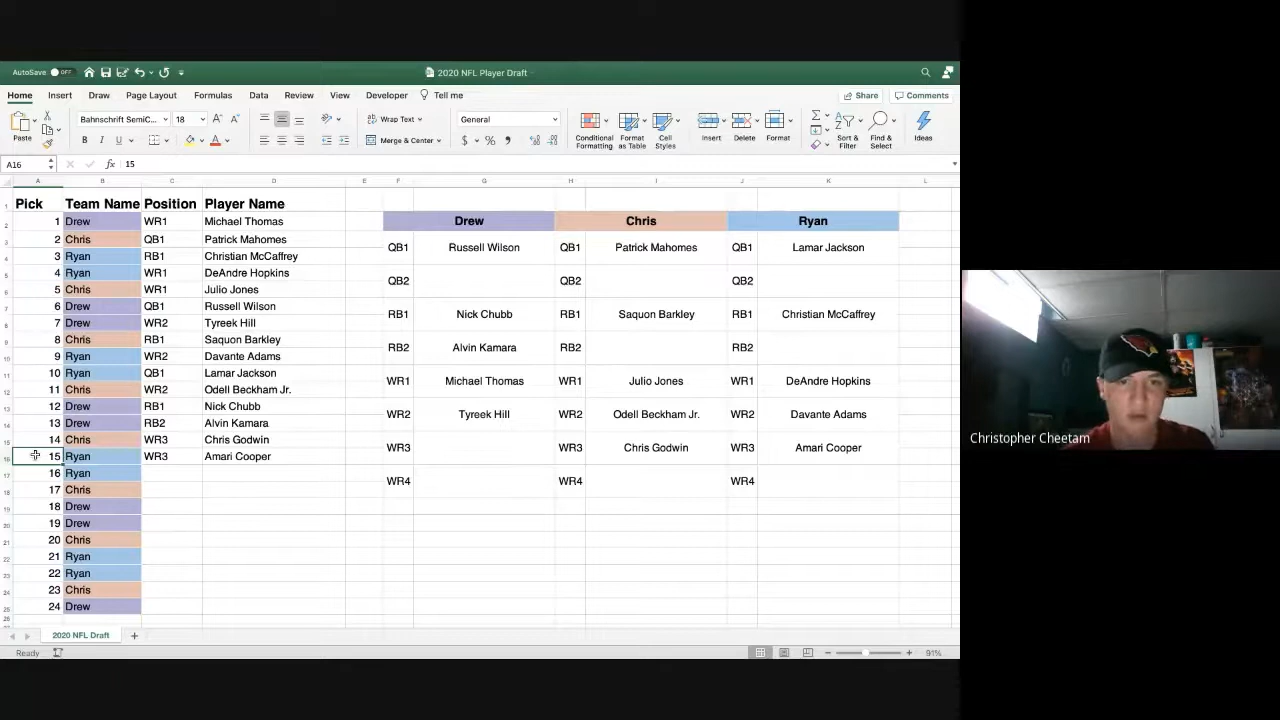 AutoSave OFF
2020 NFL Player Draft
Home Insert Draw Page Layout Formulas Data Review View Developer Tell me
Share Comments
Paste
Bahnschrift SemiC... 18
B I U
Wrap Text
Merge & Center
General
$ % ,
Conditional Formatting
Format as Table
Cell Styles
Insert
Delete
Format
Sort & Filter
Find & Select
Ideas
A16 fx 15
A B C D E F G H I J K L
Pick Team Name Position Player Name
1 Drew WR1 Michael Thomas
2 Chris QB1 Patrick Mahomes
3 Ryan RB1 Christian McCaffrey
4 Ryan WR1 DeAndre Hopkins
5 Chris WR1 Julio Jones
6 Drew QB1 Russell Wilson
7 Drew WR2 Tyreek Hill
8 Chris RB1 Saquon Barkley
9 Ryan WR2 Davante Adams
10 Ryan QB1 Lamar Jackson
11 Chris WR2 Odell Beckham Jr.
12 Drew RB1 Nick Chubb
13 Drew RB2 Alvin Kamara
14 Chris WR3 Chris Godwin
15 Ryan WR3 Amari Cooper
16 Ryan
17 Chris
18 Drew
19 Drew
20 Chris
21 Ryan
22 Ryan
23 Chris
24 Drew
Drew Chris Ryan
QB1 Russell Wilson QB1 Patrick Mahomes QB1 Lamar Jackson
QB2 QB2 QB2
RB1 Nick Chubb RB1 Saquon Barkley RB1 Christian McCaffrey
RB2 Alvin Kamara RB2 RB2
WR1 Michael Thomas WR1 Julio Jones WR1 DeAndre Hopkins
WR2 Tyreek Hill WR2 Odell Beckham Jr. WR2 Davante Adams
WR3 WR3 Chris Godwin WR3 Amari Cooper
WR4 WR4 WR4
2020 NFL Draft
Ready
91%
Christopher Cheetam